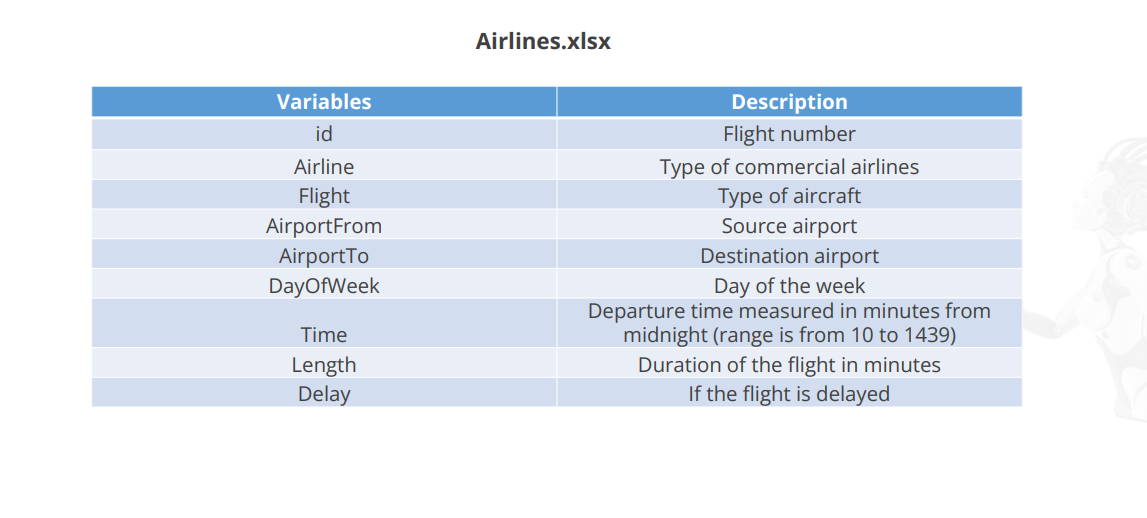 Airlines.xlsx
Variables Description
id Flight number
Airline Type of commercial airlines
Flight Type of aircraft
AirportFrom Source airport
AirportTo Destination airport
DayOfWeek Day of the week
Departure time measured in minutes from
Time midnight (range is from 10 to 1439)
Length Duration of the flight in minutes
Delay If the flight is delayed